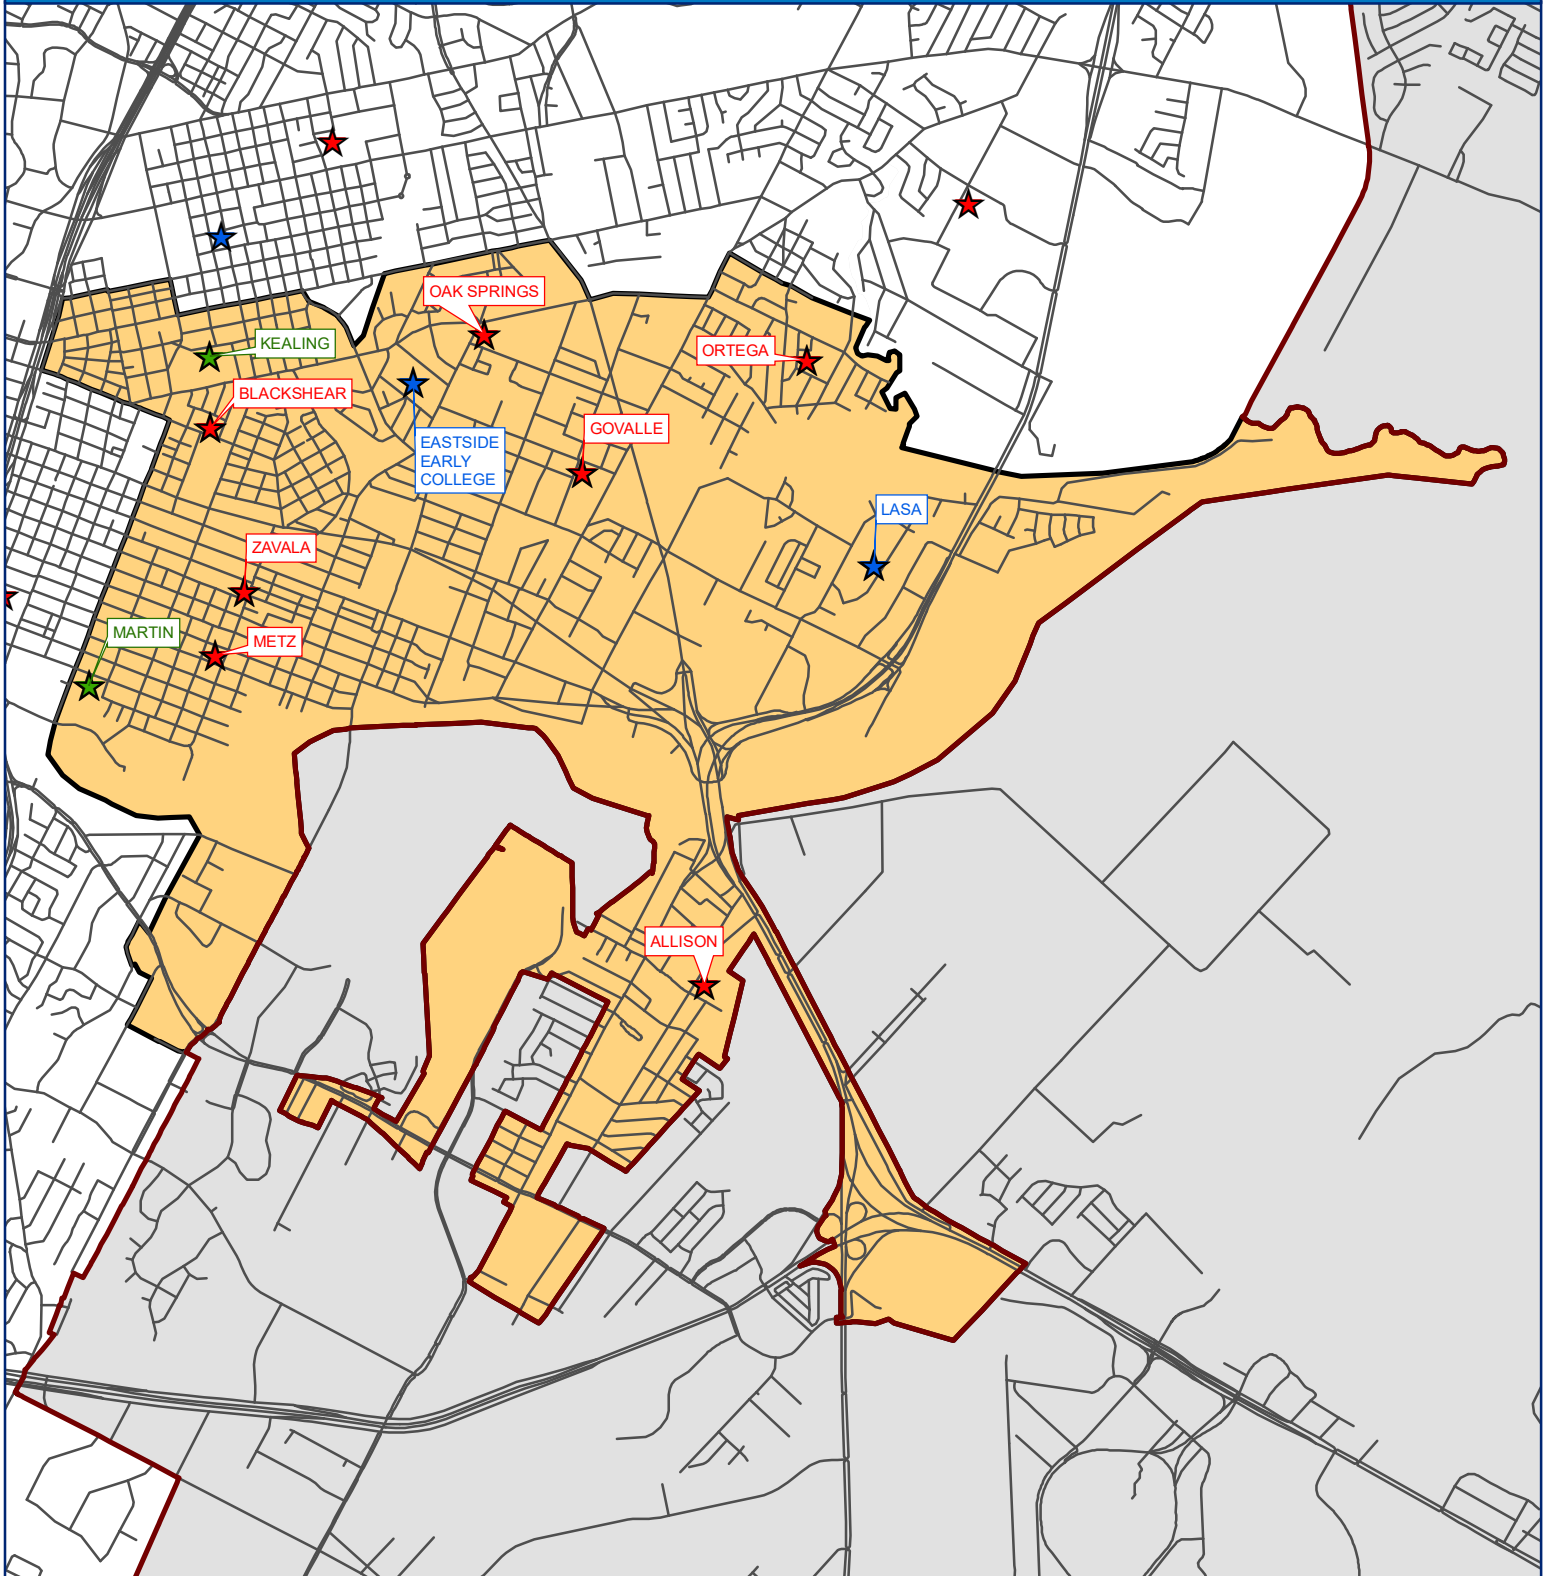 OAK SPRINGS
KEALING
ORTEGA
BLACKSHEAR
GOVALLE
EASTSIDE
EARLY
COLLEGE
LASA
ZAVALA
MARTIN
METZ
ALLISON